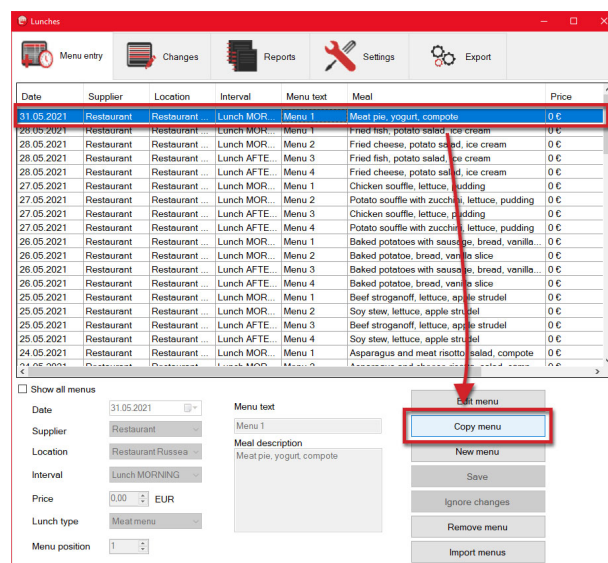 Lunches
Menu entry Changes Reports Settings Export
Date Supplier Location Interval Menu text Meal Price
31.05.2021 Restaurant Restaurant ... Lunch MOR... Menu 1 Meat pie, yogurt, compote 0 €
28.05.2021 Restaurant Restaurant ... Lunch MOR... Menu 1 Fried fish, potato salad, ice cream 0 €
28.05.2021 Restaurant Restaurant ... Lunch MOR... Menu 2 Fried cheese, potato salad, ice cream 0 €
28.05.2021 Restaurant Restaurant ... Lunch AFTE... Menu 3 Fried fish, potato salad, ice cream 0 €
28.05.2021 Restaurant Restaurant ... Lunch AFTE... Menu 4 Fried cheese, potato salad, ice cream 0 €
27.05.2021 Restaurant Restaurant ... Lunch MOR... Menu 1 Chicken souffle, lettuce, pudding 0 €
27.05.2021 Restaurant Restaurant ... Lunch MOR... Menu 2 Potato souffle with zucchini, lettuce, pudding 0 €
27.05.2021 Restaurant Restaurant ... Lunch AFTE... Menu 3 Chicken souffle, lettuce, pudding 0 €
27.05.2021 Restaurant Restaurant ... Lunch AFTE... Menu 4 Potato souffle with zucchini, lettuce, pudding 0 €
26.05.2021 Restaurant Restaurant ... Lunch MOR... Menu 1 Baked potatoes with sausage, bread, vanilla... 0 €
26.05.2021 Restaurant Restaurant ... Lunch MOR... Menu 2 Baked potatoe, bread, vanilla slice 0 €
26.05.2021 Restaurant Restaurant ... Lunch AFTE... Menu 3 Baked potatoes with sausage, bread, vanilla... 0 €
26.05.2021 Restaurant Restaurant ... Lunch AFTE... Menu 4 Baked potatoe, bread, vanilla slice 0 €
25.05.2021 Restaurant Restaurant ... Lunch MOR... Menu 1 Beef stroganoff, lettuce, apple strudel 0 €
25.05.2021 Restaurant Restaurant ... Lunch MOR... Menu 2 Soy stew, lettuce, apple strudel 0 €
25.05.2021 Restaurant Restaurant ... Lunch AFTE... Menu 3 Beef stroganoff, lettuce, apple strudel 0 €
25.05.2021 Restaurant Restaurant ... Lunch AFTE... Menu 4 Soy stew, lettuce, apple strudel 0 €
24.05.2021 Restaurant Restaurant ... Lunch MOR... Menu 1 Asparagus and meat risotto, salad, compote 0 €
Show all menus
Date 31.05.2021
Supplier Restaurant
Location Restaurant Russea
Interval Lunch MORNING
Price 0,00 EUR
Lunch type Meat menu
Menu position 1
Menu text
Menu 1
Meal description
Meat pie, yogurt, compote
Edit menu
Copy menu
New menu
Save
Ignore changes
Remove menu
Import menus